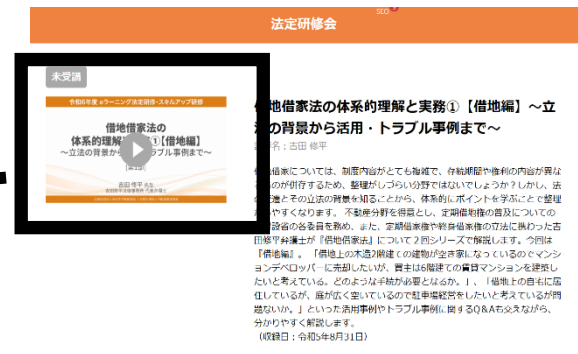 SEO
法定研修会
未受講
令和6年度 eラーニング法定研修・スキルアップ研修
借地借家法の
体系的理解
①【借地編】
～立法の背景から
ブル事例まで～
吉田 修平
借地借家法の体系的理解と実務①【借地編】～立
法の背景から活用・トラブル事例まで～
名：吉田 修平
借家については、制度内容がとても複雑で、存続期間や権利の内容が異な
るものが併存するため、整理がしづらい分野ではないでしょうか？しかし、法
の
とその立法の背景を知ることから、体系的にポイントを学ぶことで整理
がしやすくなります。 不動産分野を得意とし、定期借地権の普及についての
省の各委員を務め、また、定期借家権や終身借家権の立法に携わった吉
田修平弁護士が『借地借家法』について２回シリーズで解説します。今回は
『借地編』。 「借地上の木造2階建ての建物が空き家になっているのでマンシ
ョンデベロッパーに売却したいが、買主は6階建ての賃貸マンションを建築し
たいと考えている。どのような手続が必要となるか。」、「借地上の自宅に居
住しているが、庭が広く空いているので駐車場経営をしたいと考えているが問
題ないか。」といった活用事例やトラブル事例に関するQ&Aも交えながら、
分かりやすく解説します。
（収録日：令和5年8月31日）